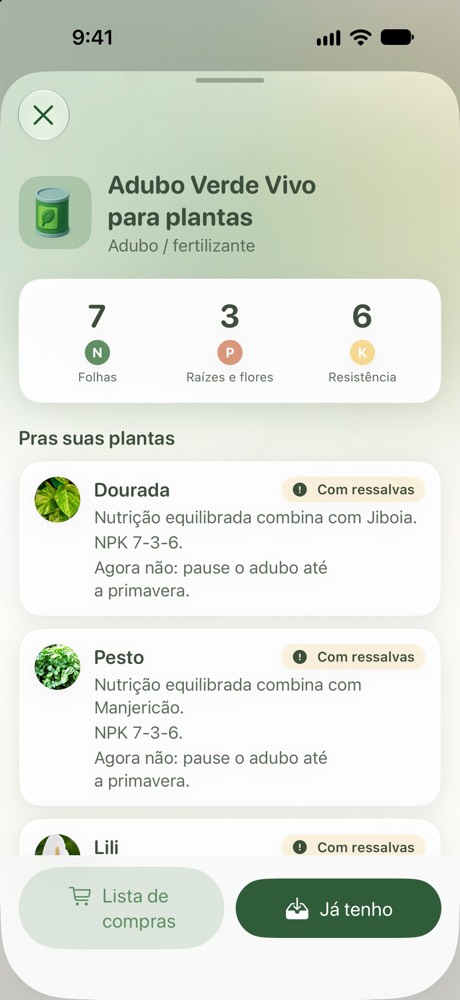 9:41
Adubo Verde Vivo
para plantas
Adubo / fertilizante
7
3
6
N
P
K
Folhas
Raízes e flores
Resistência
Pras suas plantas
Dourada
Com ressalvas
Nutrição equilibrada combina com Jiboia.
NPK 7-3-6.
Agora não: pause o adubo até
a primavera.
Pesto
Com ressalvas
Nutrição equilibrada combina com
Manjericão.
NPK 7-3-6.
Agora não: pause o adubo até
a primavera.
Lili
Com ressalvas
Lista de
compras
Já tenho